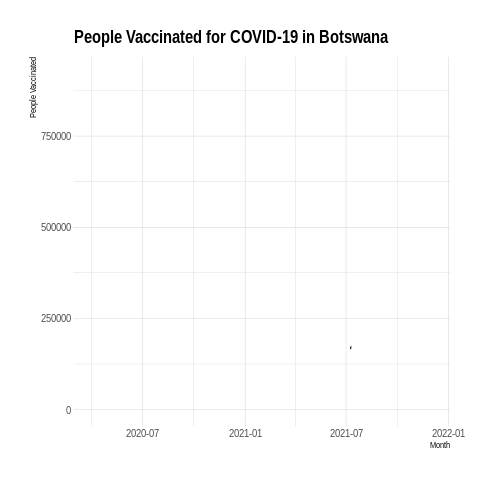 People Vaccinated for COVID-19 in Botswana
People Vaccinated
750000
500000
250000
0
2020-07 2021-01 2021-07 2022-01
Month